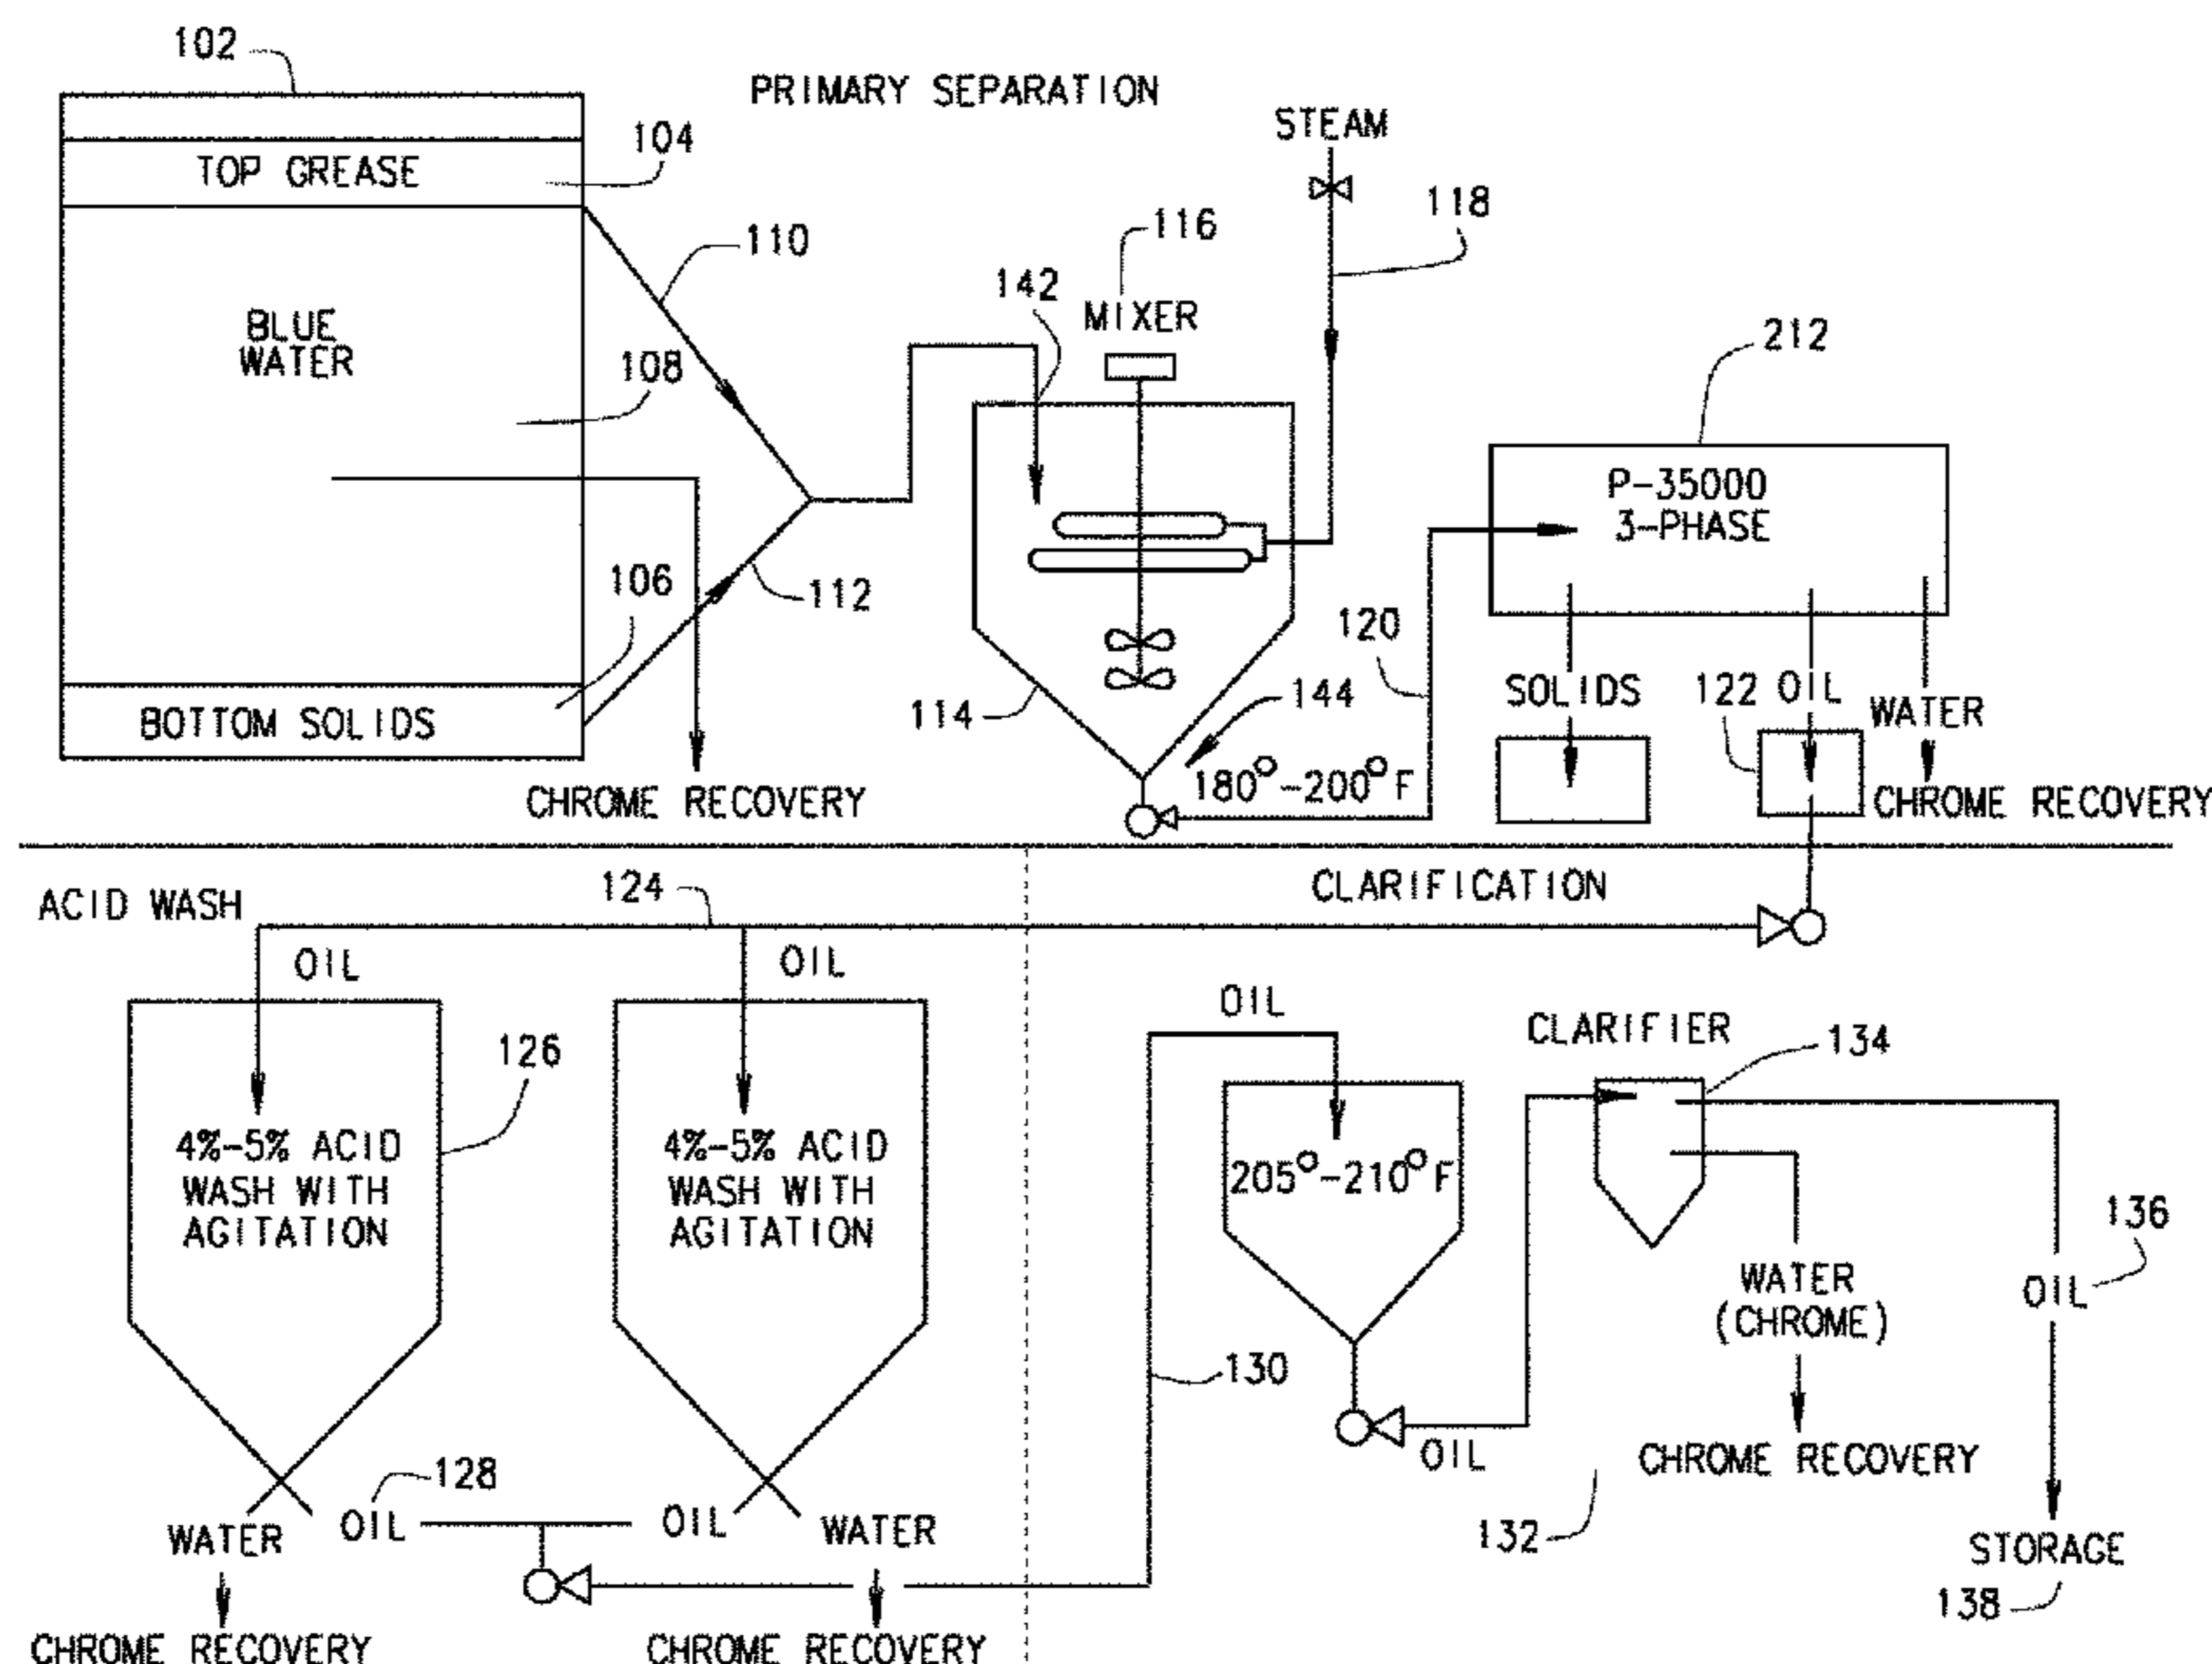 102
PRIMARY SEPARATION
STEAM
104
TOP GREASE
118
116
110
142
MIXER
BLUE
WATER
108
212
P-35000
3-PHASE
106
112
120
SOLIDS
122 OIL
WATER
114
144
BOTTOM SOLIDS
180°-200°F
CHROME RECOVERY
CHROME RECOVERY
ACID WASH
124
CLARIFICATION
OIL
OIL
OIL
CLARIFIER
134
126
4%-5% ACID
WASH WITH
AGITATION
4%-5% ACID
WASH WITH
AGITATION
205°-210°F
136
WATER
(CHROME)
OIL
130
OIL
CHROME RECOVERY
128
WATER
OIL
OIL
WATER
132
STORAGE
138
CHROME RECOVERY
CHROME RECOVERY